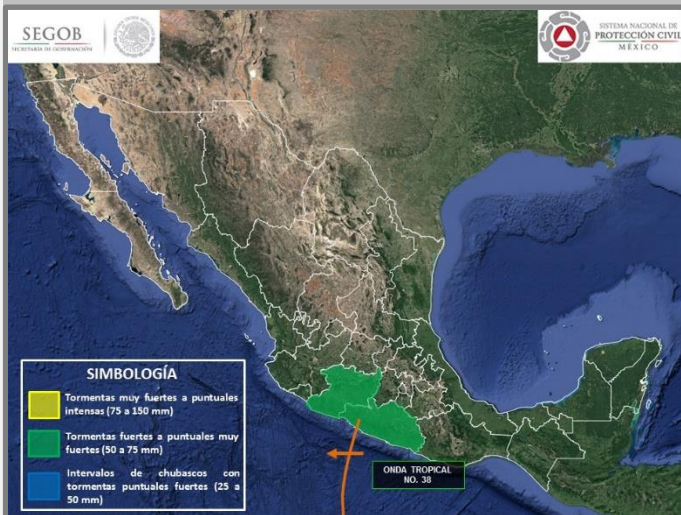 SEGOB
SECRETARÍA DE GOBERNACIÓN
SISTEMA NACIONAL DE
PROTECCIÓN CIVIL
MÉXICO
SIMBOLOGÍA
Tormentas muy fuertes a puntuales
intensas (75 a 150 mm)
Tormentas fuertes a puntuales muy
fuertes (50 a 75 mm)
Intervalos de chubascos con
tormentas puntuales fuertes (25 a
50 mm)
ONDA TROPICAL
NO. 38